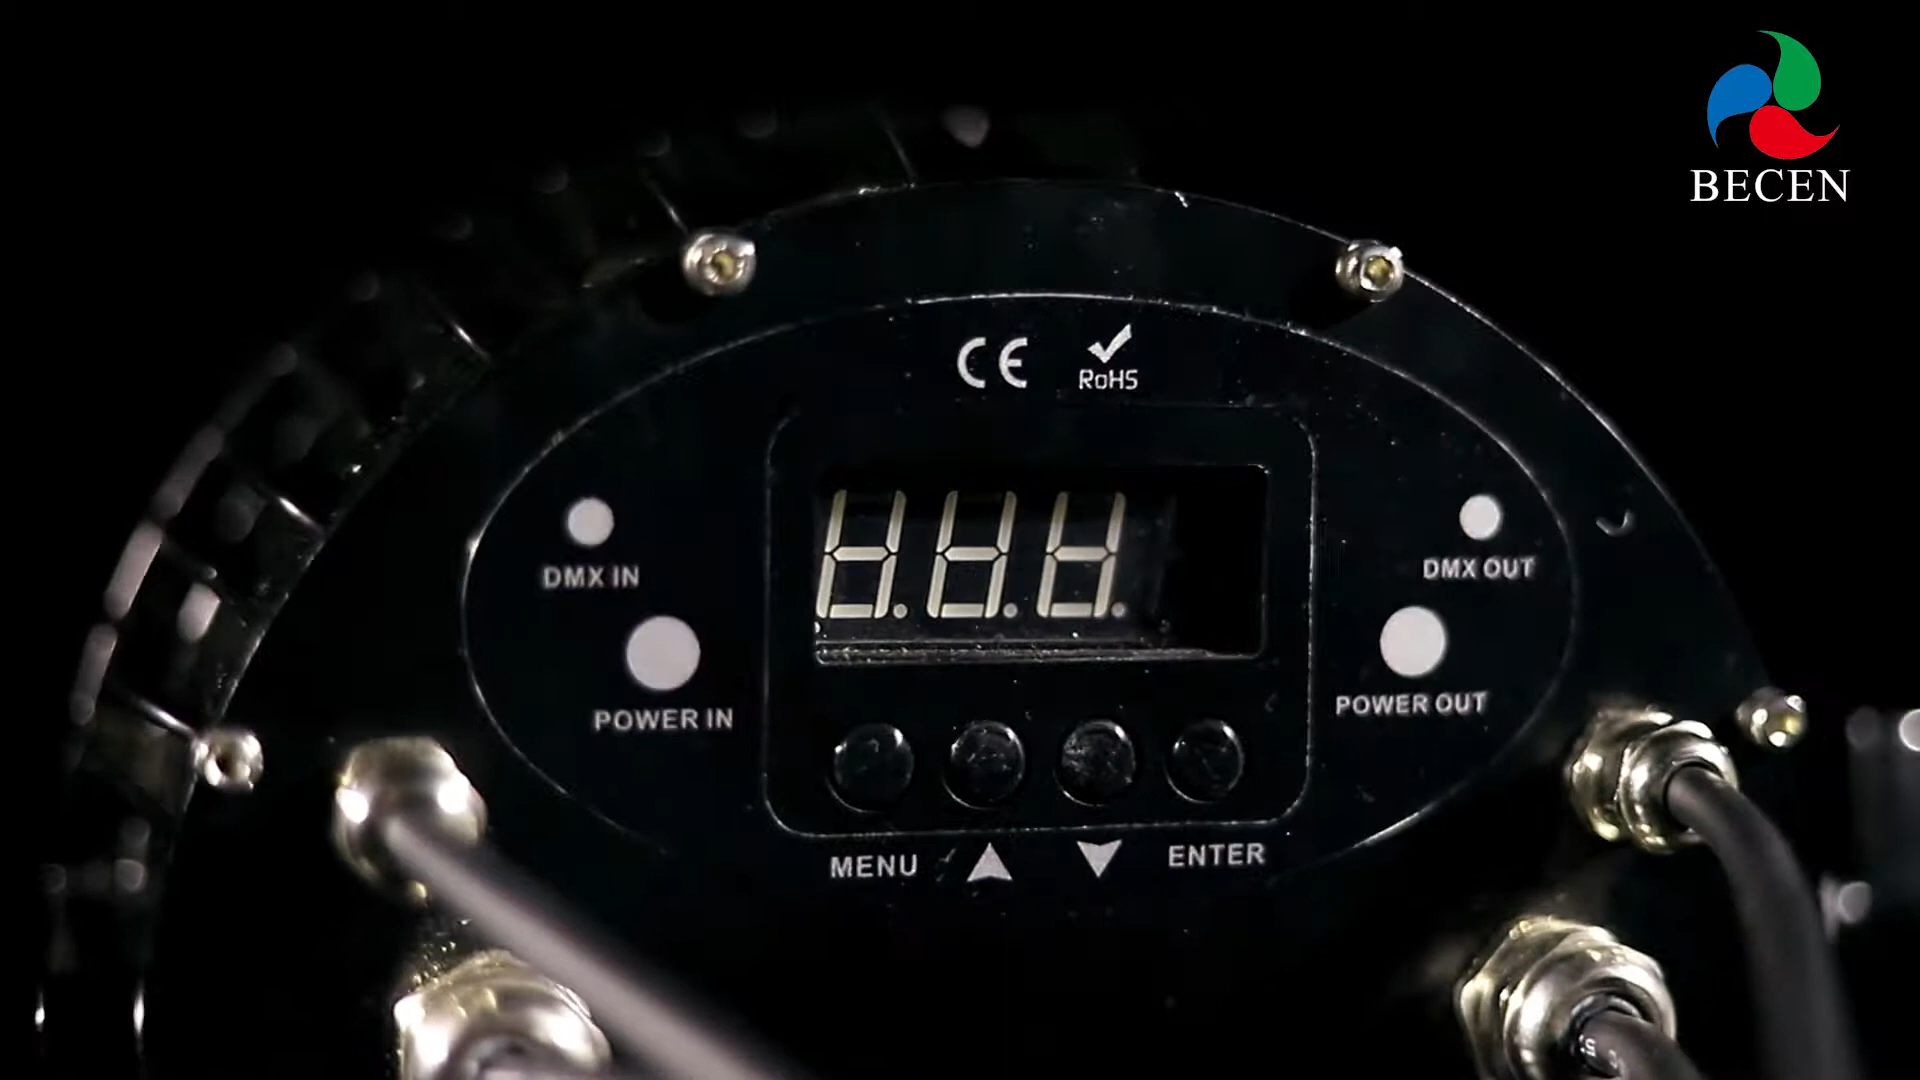 BECEN
CE
RoHS
DMX IN
DMX OUT
POWER IN
POWER OUT
MENU
ENTER